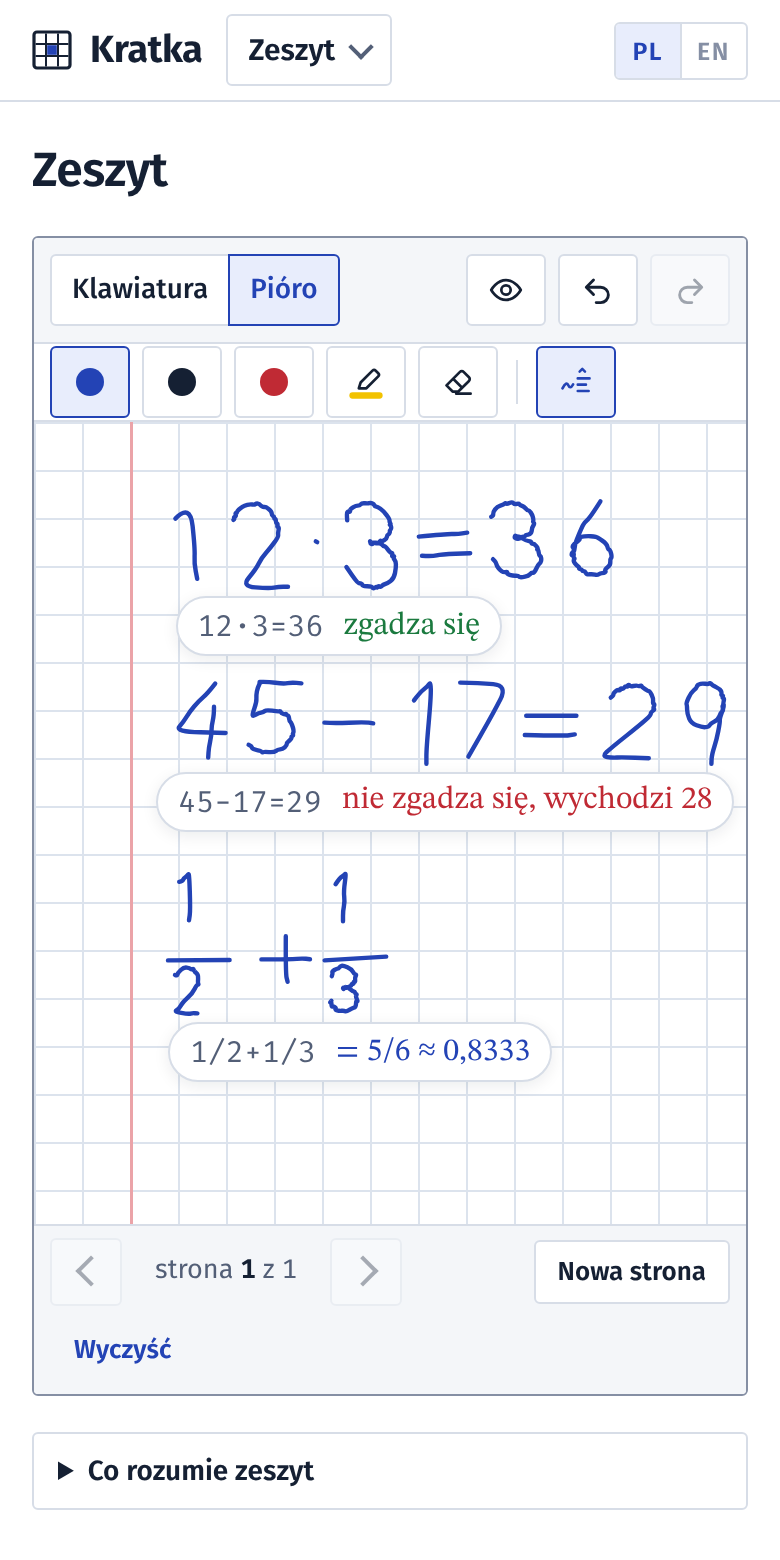 Kratka Zeszyt PL EN
Zeszyt
Klawiatura Pióro
12·3=36
12·3=36 zgadza się
45-17=29
45-17=29 nie zgadza się, wychodzi 28
1/2+1/3
1/2+1/3 = 5/6 ≈ 0,8333
strona 1 z 1 Nowa strona
Wyczyść
Co rozumie zeszyt